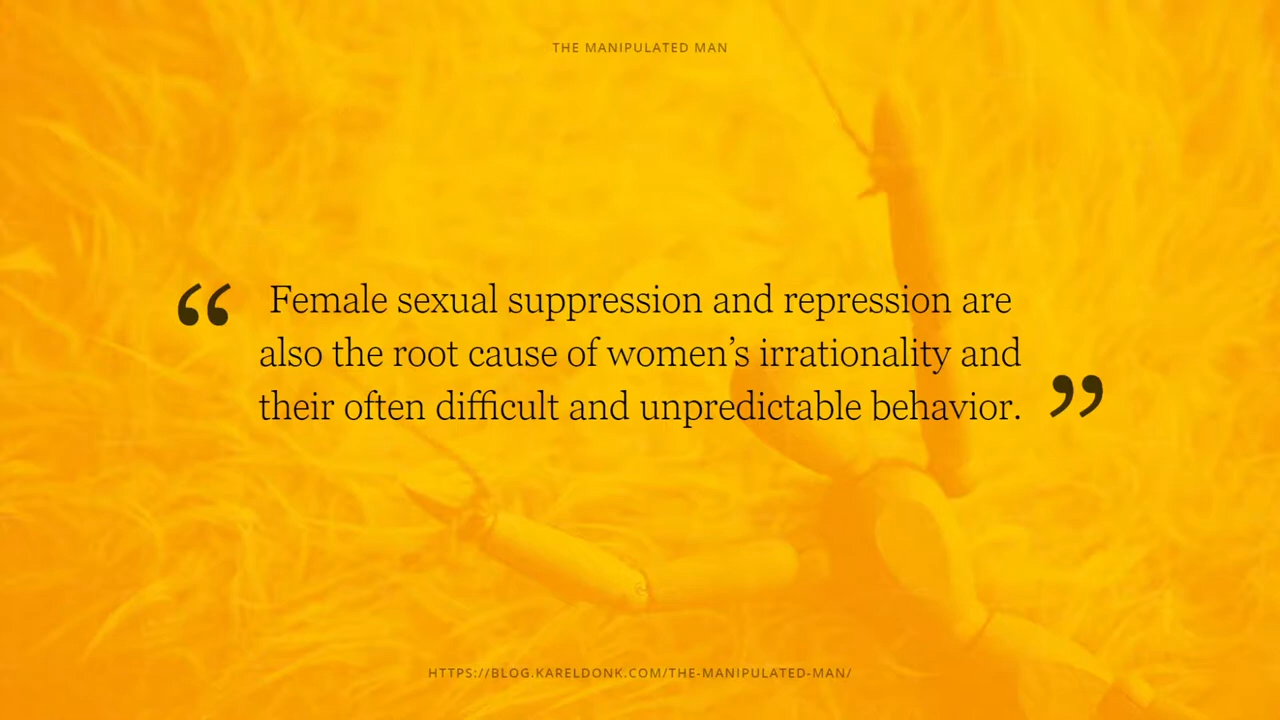 THE MANIPULATED MAN
“ Female sexual suppression and repression are
also the root cause of women’s irrationality and
their often difficult and unpredictable behavior. ”
HTTPS://BLOG.KARELDONK.COM/THE-MANIPULATED-MAN/